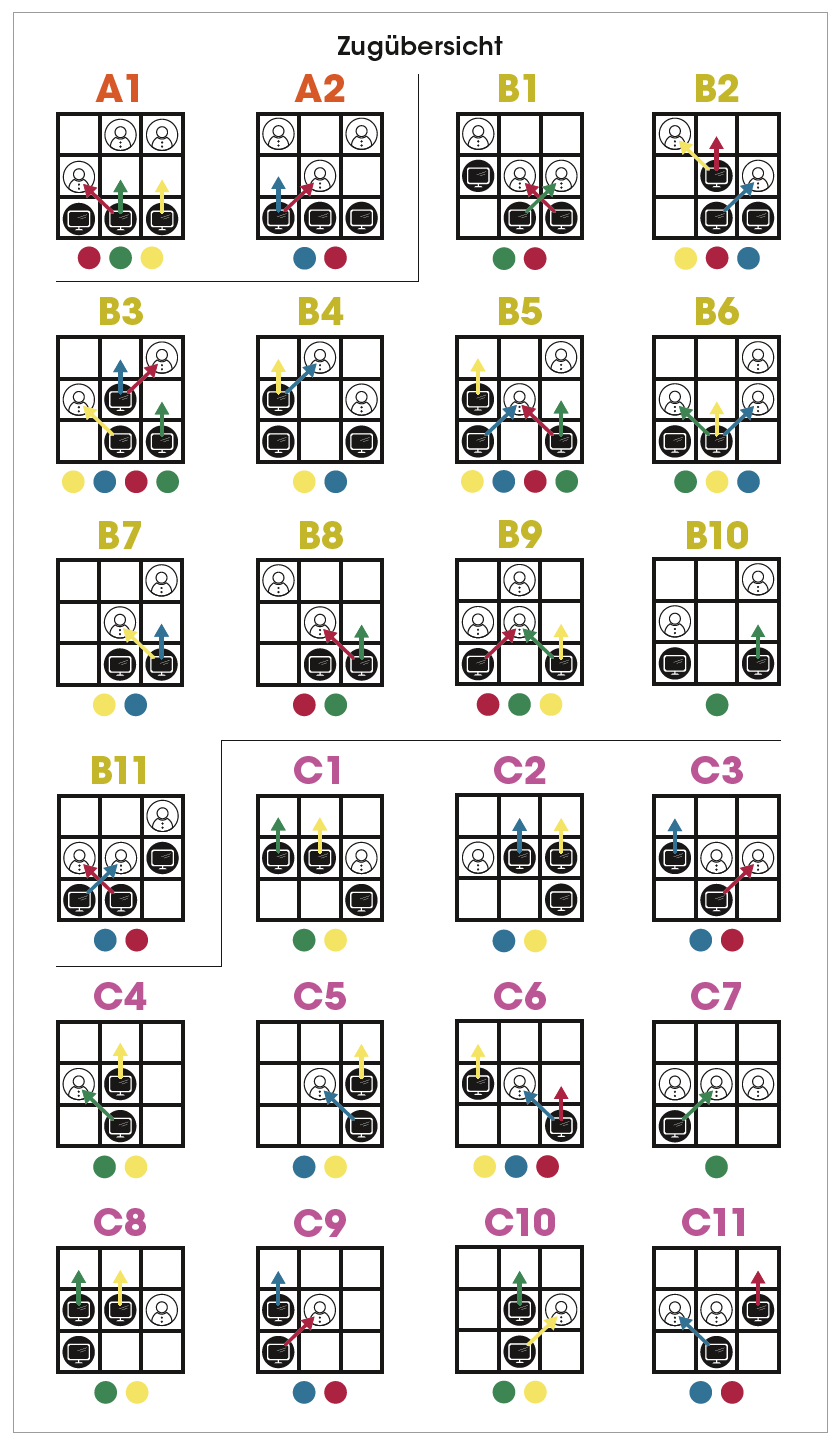 Zugübersicht
A1 A2 B1 B2
B3 B4 B5 B6
B7 B8 B9 B10
B11 C1 C2 C3
C4 C5 C6 C7
C8 C9 C10 C11